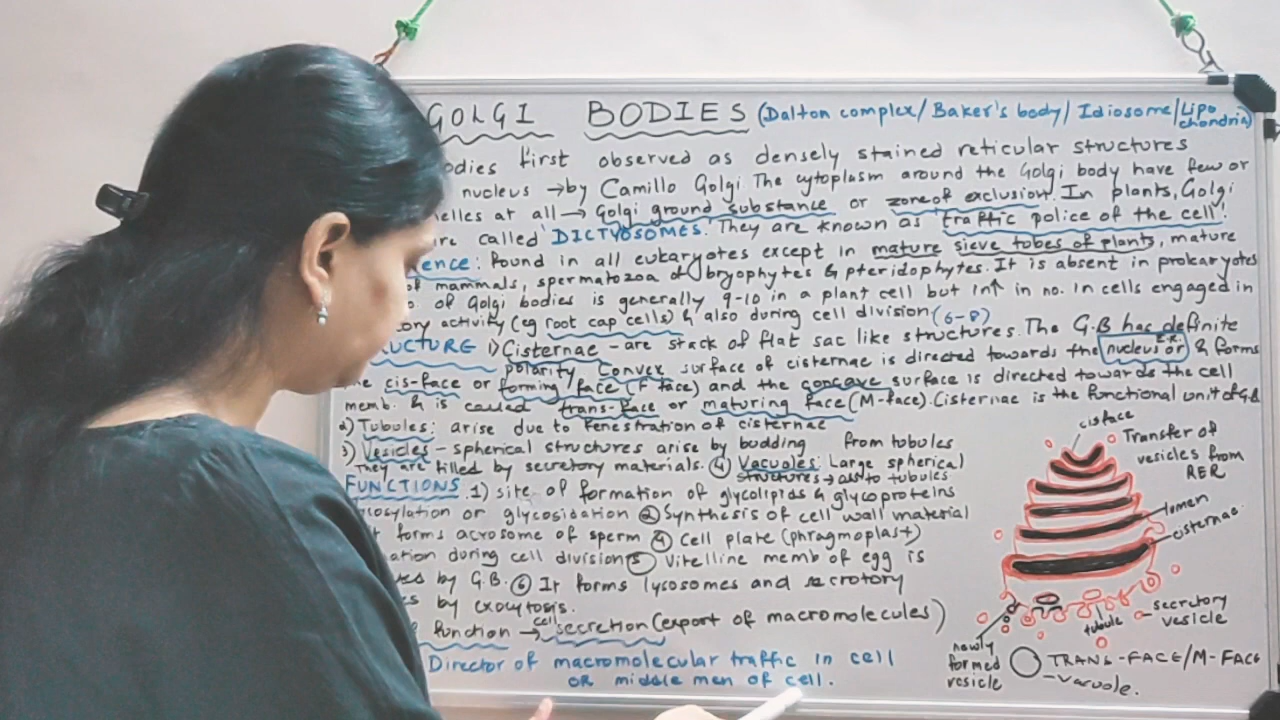 GOLGI BODIES (Dalton complex/ Baker's body/ Idiosome/ Lipochondria)
odies first observed as densely stained reticular structures
nucleus → by Camillo Golgi The cytoplasm around the Golgi body have few or
elles at all → Golgi ground substance or zone of exclusion. In plants, Golgi
re called 'DICTYOSOMES'. They are known as 'traffic police of the cell'.
ence : Found in all eukaryotes except in mature sieve tubes of plants, mature
of mammals, spermatozoa of bryophytes & pteridophytes. It is absent in prokaryotes
o. of Golgi bodies is generally 9-10 in a plant cell but in↑ in no. in cells engaged in
ory activity (eg root cap cells) & also during cell division (6-8)
UCTURE 1) Cisternae - are stack of flat sac like structures. The G.B has definite
polarity Convex surface of cisternae is directed towards the nucleus or E.R. & forms
he cis-face or forming face (F face) and the concave surface is directed towards the cell
memb. & is called trans-face or maturing face (M-face). Cisternae is the functional unit of G.B
2) Tubules: arise due to fenestration of cisternae
3) Vesicles - spherical structures arise by budding from tubules
They are filled by secretory materials. ④ Vacuoles: Large spherical
structures → to tubules
FUNCTIONS. 1) site of formation of glycolipids & glycoproteins
cosylation or glycosidation ② Synthesis of cell wall material
t forms acrosome of sperm ④ Cell plate (phragmoplast)
ation during cell division ⑤ Vitelline memb of egg is
es by G.B. ⑥ It forms lysosomes and secrotory
es by exocytosis.
function → cell secretion (export of macromolecules)
Director of macromolecular traffic in cell
or middle men of cell.
cisface
Transfer of
vesicles from
RER
lumen
cisternae
secretory
vesicle
tubule
newly
formed
vesicle
TRANS-FACE/M-FACE
- vacuole.